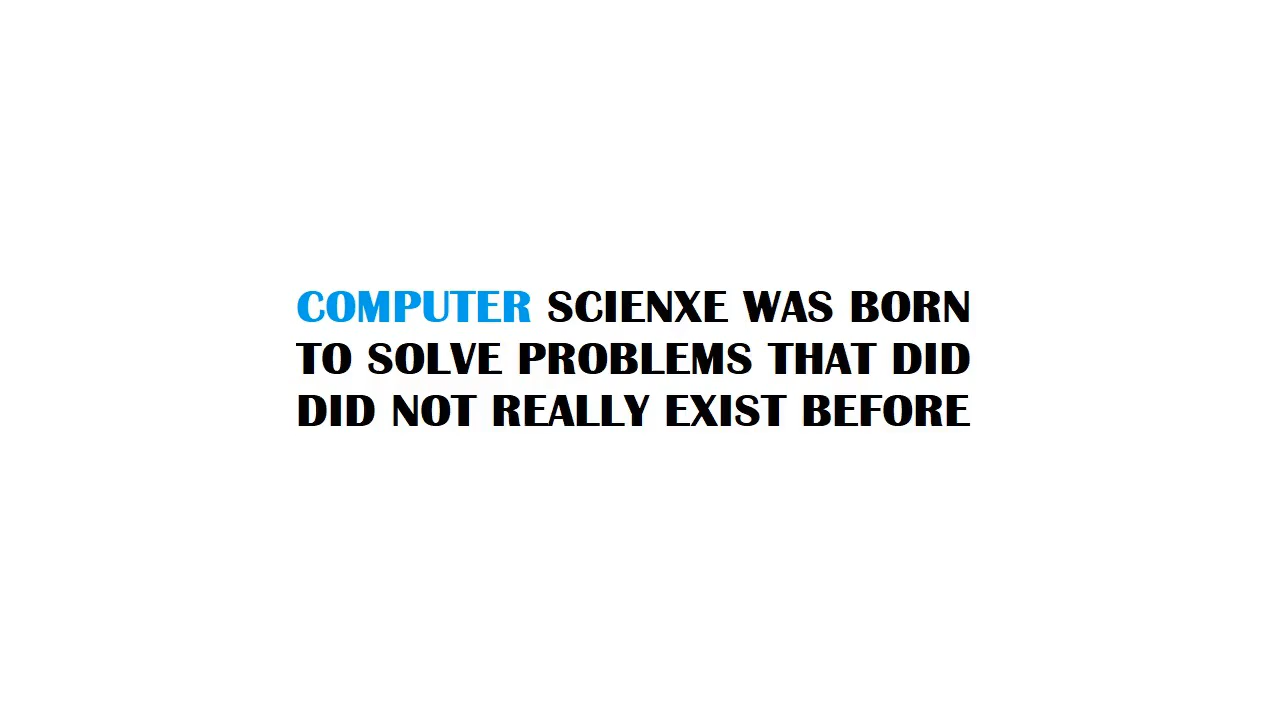 COMPUTER SCIENXE WAS BORN
TO SOLVE PROBLEMS THAT DID
DID NOT REALLY EXIST BEFORE